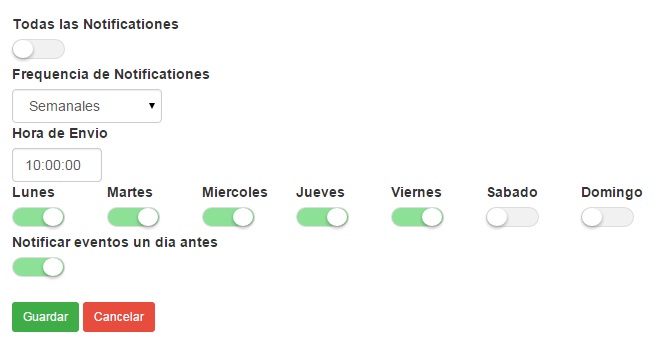 Todas las Notificationes
Frequencia de Notificationes
Semanales
Hora de Envio
10:00:00
Lunes Martes Miercoles Jueves Viernes Sabado Domingo
Notificar eventos un dia antes
Guardar Cancelar